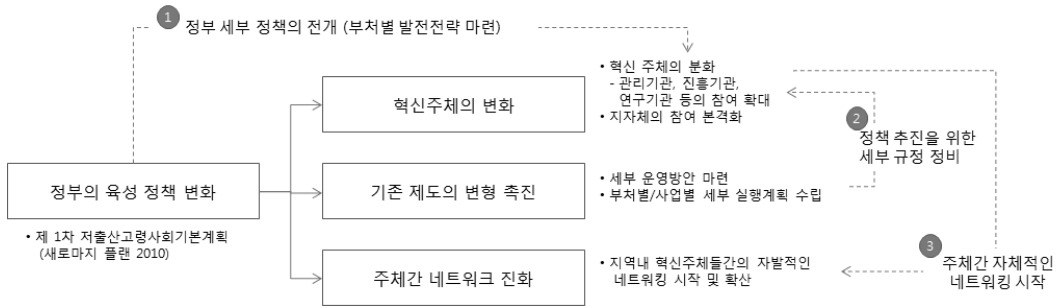 1 정부 세부 정책의 전개 (부처별 발전전략 마련)
혁신주체의 변화
• 혁신 주체의 분화
- 관리기관, 진흥기관,
연구기관 등의 참여 확대
• 지자체의 참여 본격화
2 정책 추진을 위한
세부 규정 정비
정부의 육성 정책 변화
• 제 1차 저출산고령사회기본계획
(새로마지 플랜 2010)
기존 제도의 변형 촉진
• 세부 운영방안 마련
• 부처별/사업별 세부 실행계획 수립
주체간 네트워크 진화
• 지역내 혁신주체들간의 자발적인
네트워킹 시작 및 확산
3 주체간 자체적인
네트워킹 시작